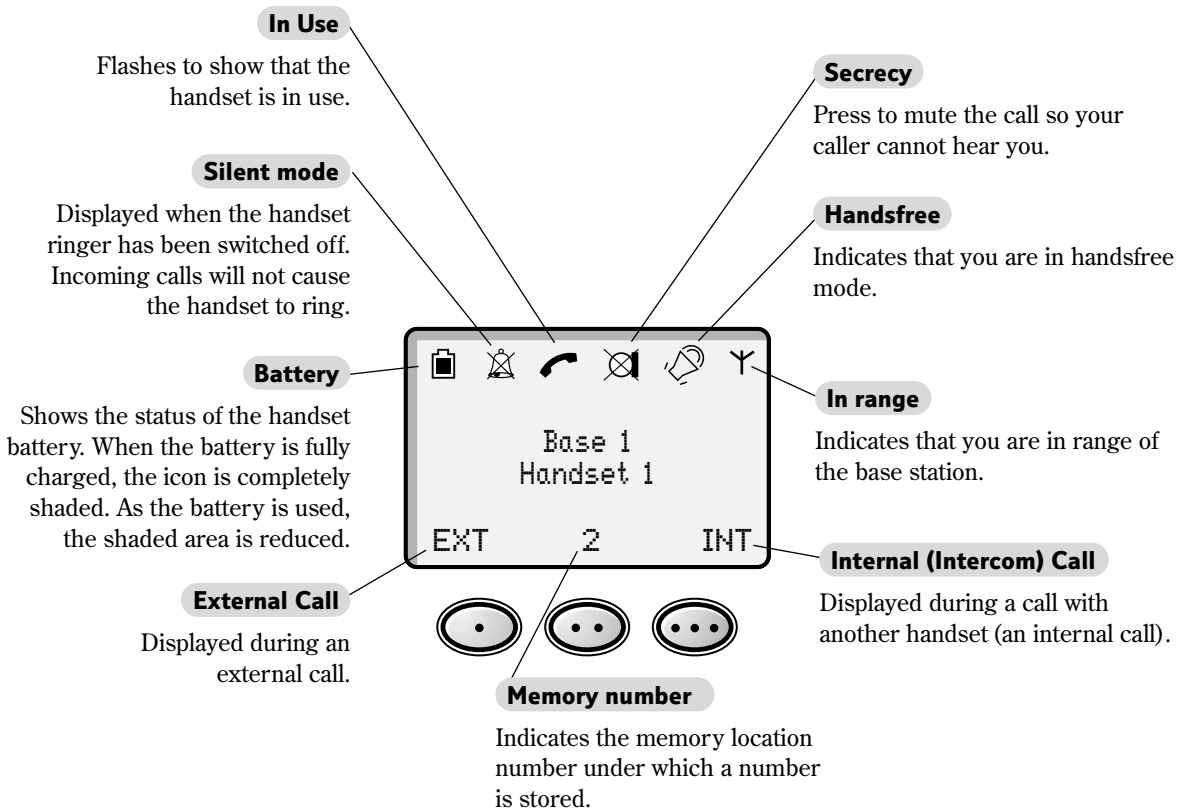 In Use
Flashes to show that the
handset is in use.
Silent mode
Displayed when the handset
ringer has been switched off.
Incoming calls will not cause
the handset to ring.
Battery
Shows the status of the handset
battery. When the battery is fully
charged, the icon is completely
shaded. As the battery is used,
the shaded area is reduced.
External Call
Displayed during an
external call.
Secrecy
Press to mute the call so your
caller cannot hear you.
Handsfree
Indicates that you are in handsfree
mode.
In range
Indicates that you are in range of
the base station.
Internal (Intercom) Call
Displayed during a call with
another handset (an internal call).
Base 1
Handset 1
EXT 2 INT
Memory number
Indicates the memory location
number under which a number
is stored.